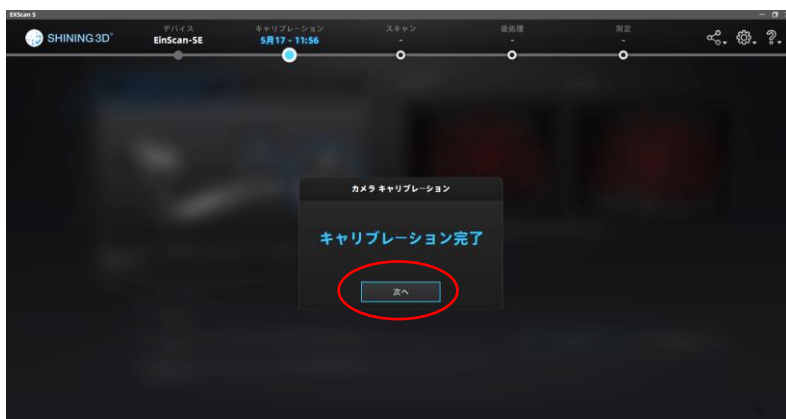 EXScan S
SHINING 3D
デバイス
EinScan-SE
キャリブレーション
5月17 - 11:56
スキャン
-
後処理
-
測定
-
カメラ キャリブレーション
キャリブレーション完了
次へ